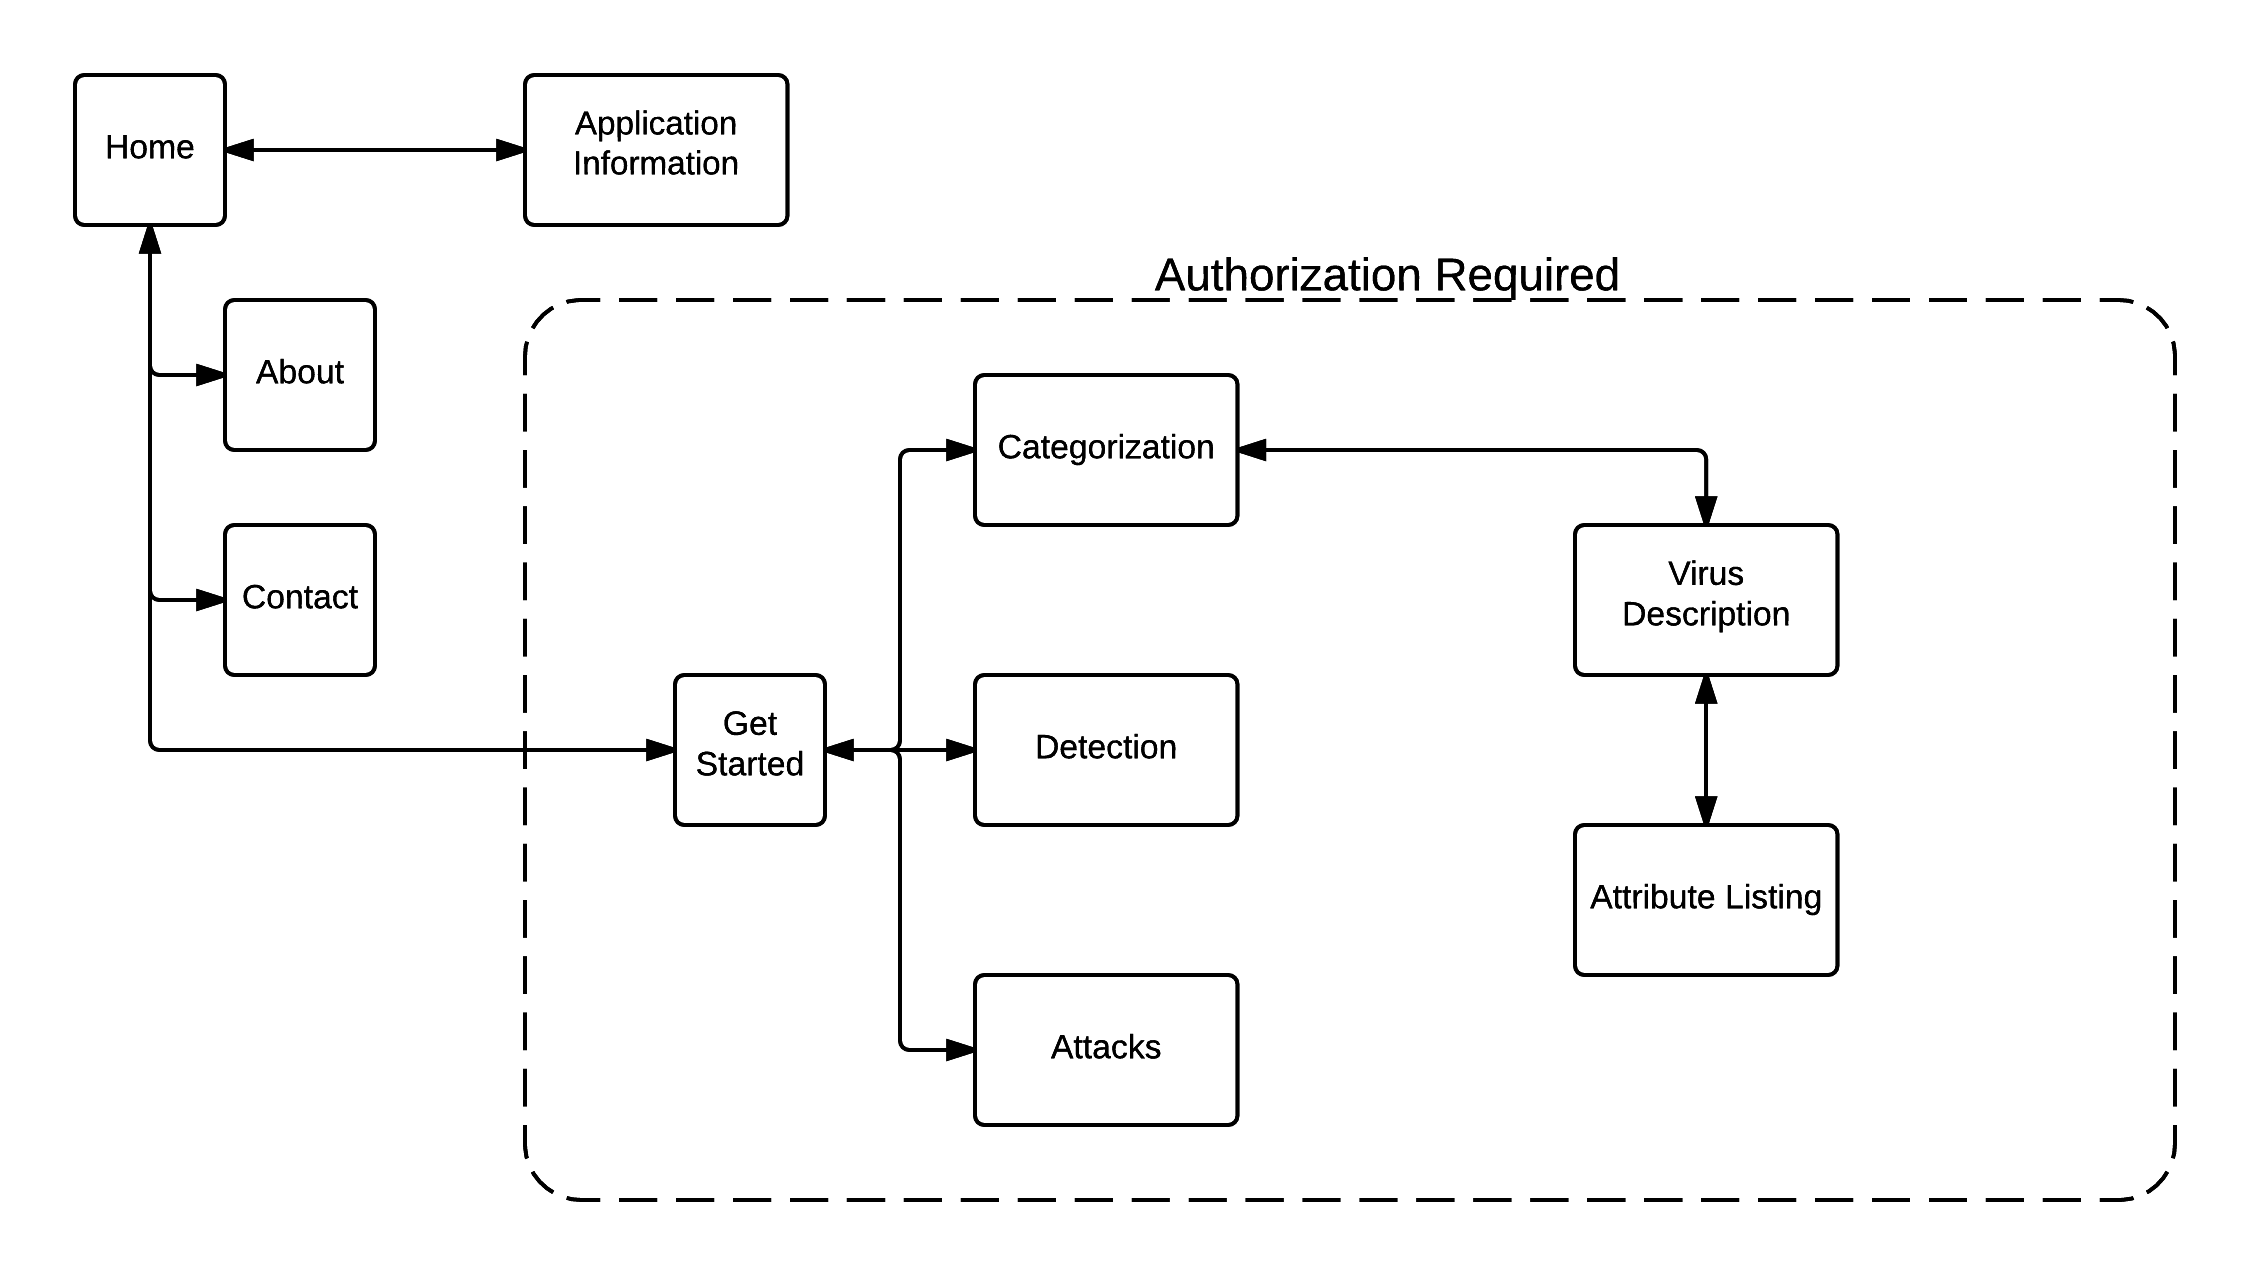 Home
Application
Information
Authorization Required
About
Categorization
Contact
Virus
Description
Get
Started
Detection
Attribute Listing
Attacks